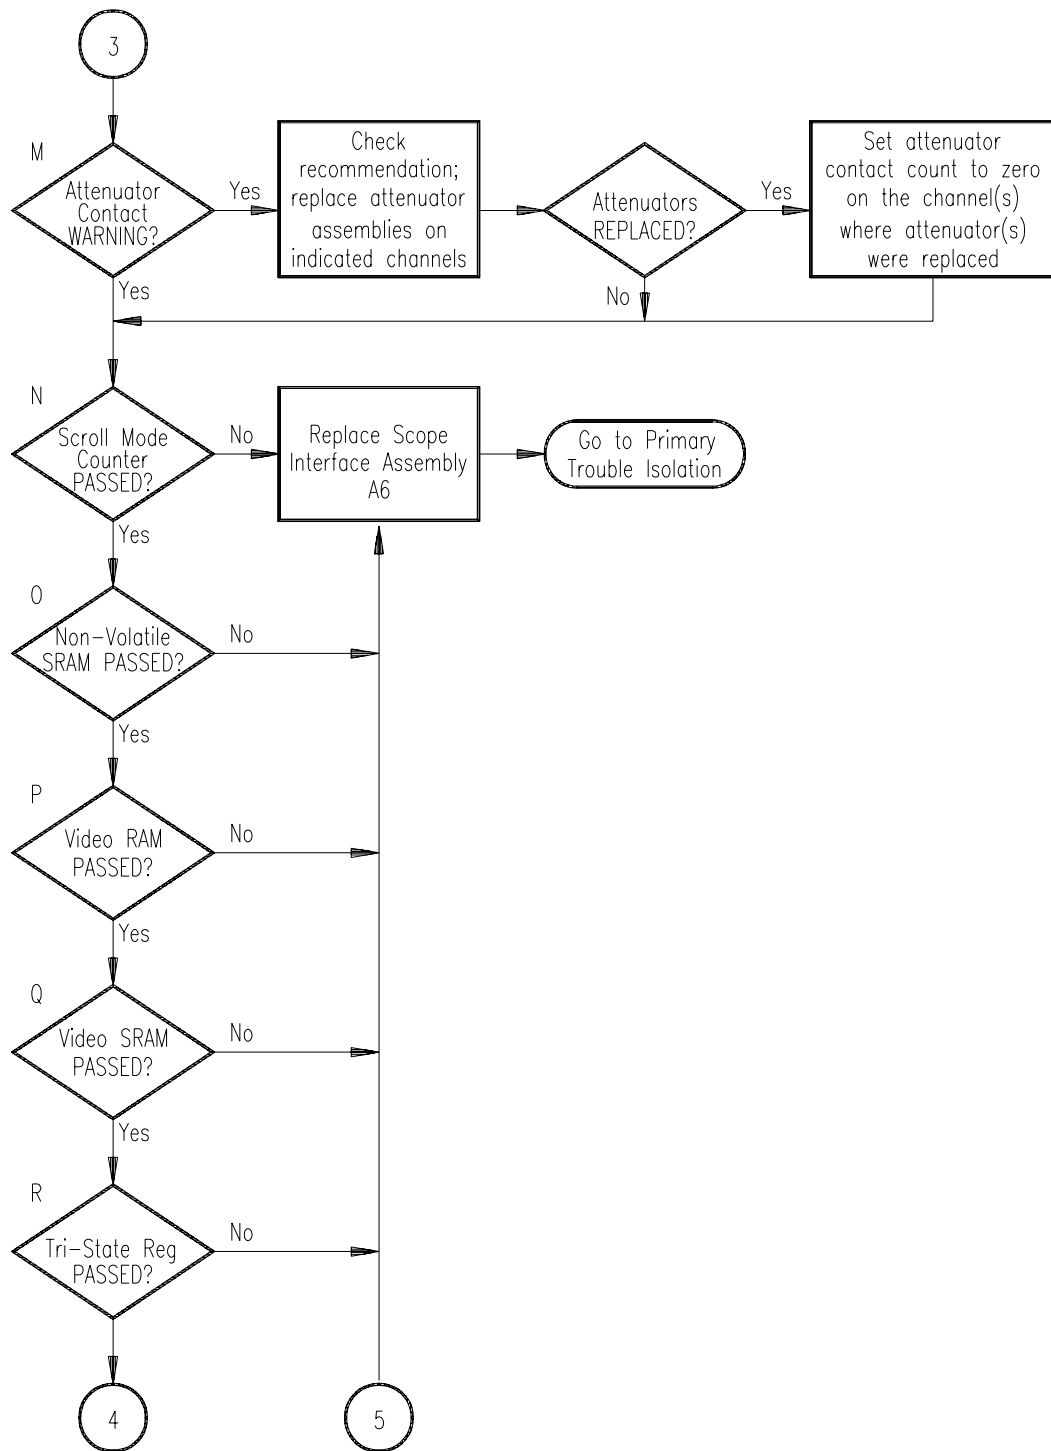 3
M
Attenuator
Contact
WARNING?
Yes
Check
recommendation;
replace attenuator
assemblies on
indicated channels
Attenuators
REPLACED?
Yes
Set attenuator
contact count to zero
on the channel(s)
where attenuator(s)
were replaced
Yes
No
N
Scroll Mode
Counter
PASSED?
No
Replace Scope
Interface Assembly
A6
Go to Primary
Trouble Isolation
Yes
O
Non-Volatile
SRAM PASSED?
No
Yes
P
Video RAM
PASSED?
No
Yes
Q
Video SRAM
PASSED?
No
Yes
R
Tri-State Reg
PASSED?
No
4
5